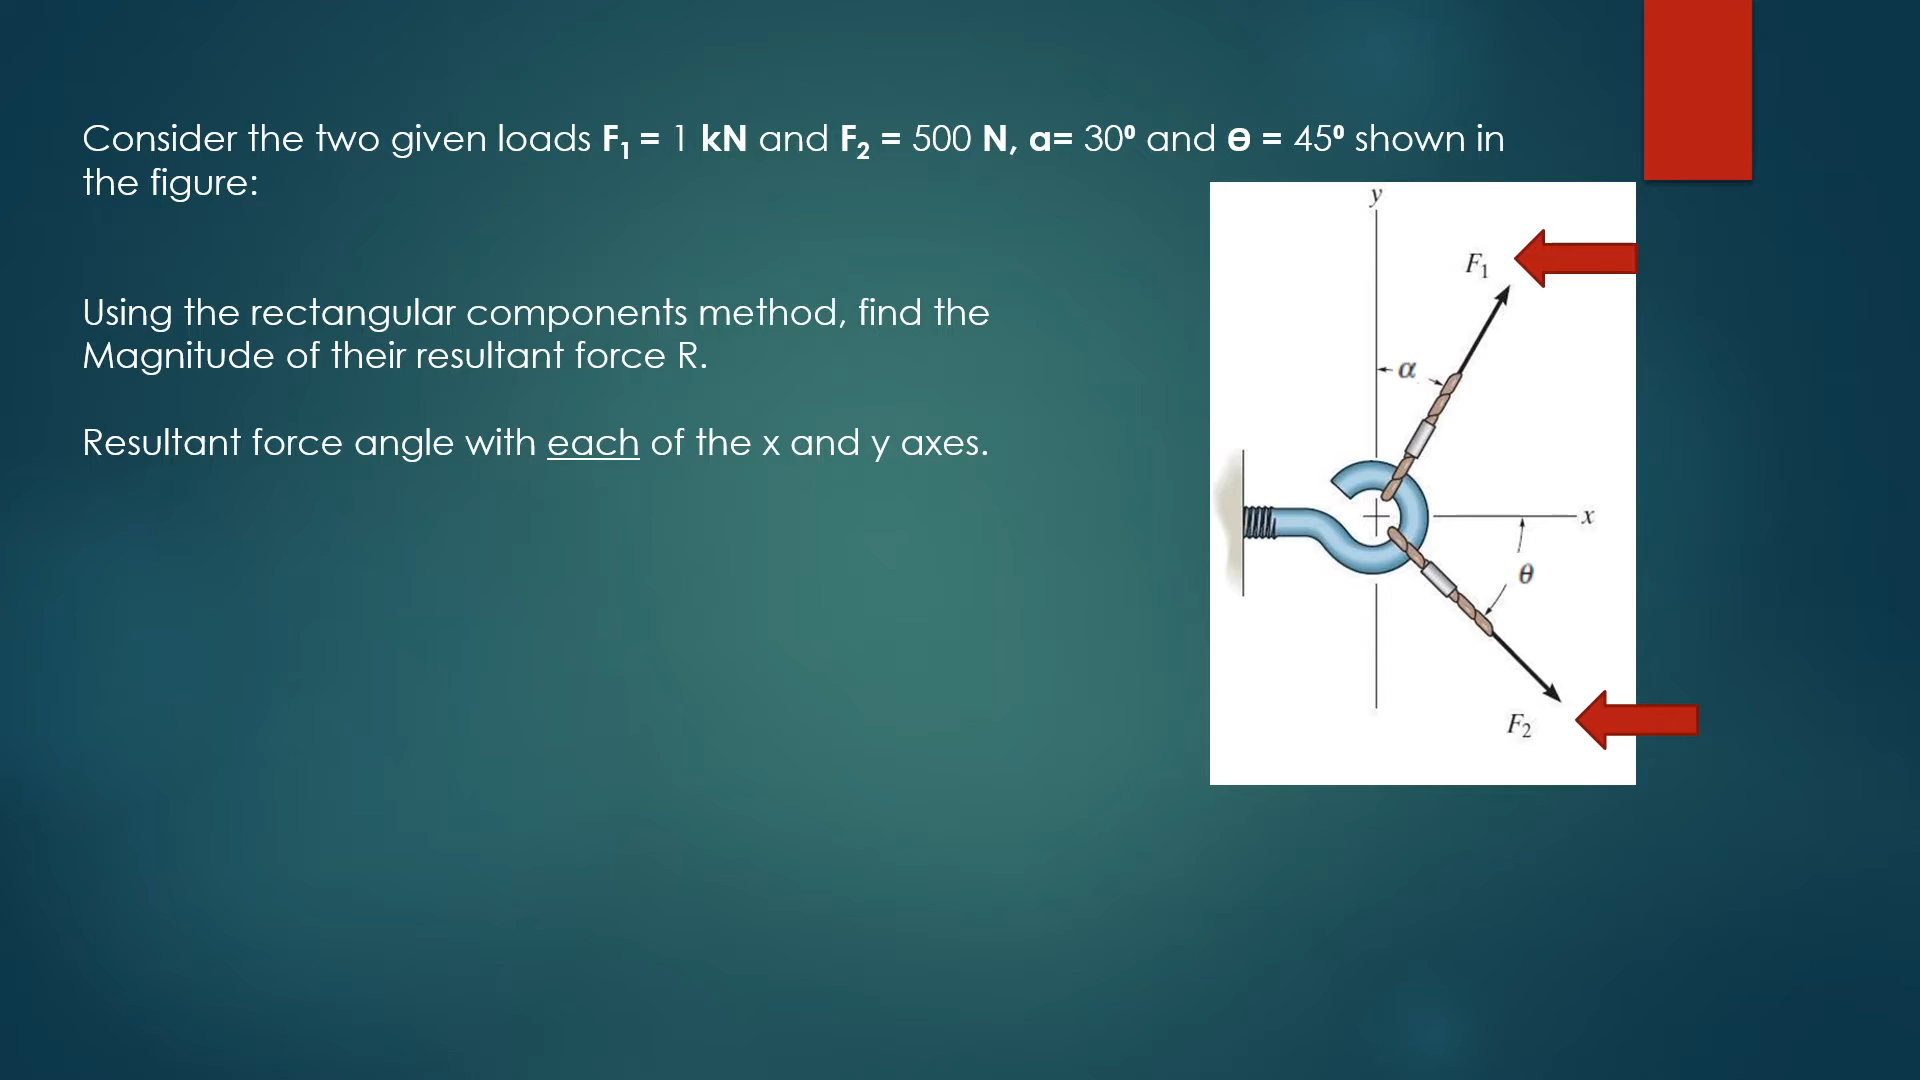 Consider the two given loads F₁ = 1 kN and F₂ = 500 N, α= 30⁰ and ɵ = 45⁰ shown in
the figure:
Using the rectangular components method, find the
Magnitude of their resultant force R.
Resultant force angle with each of the x and y axes.
y
F₁
α
x
θ
F₂